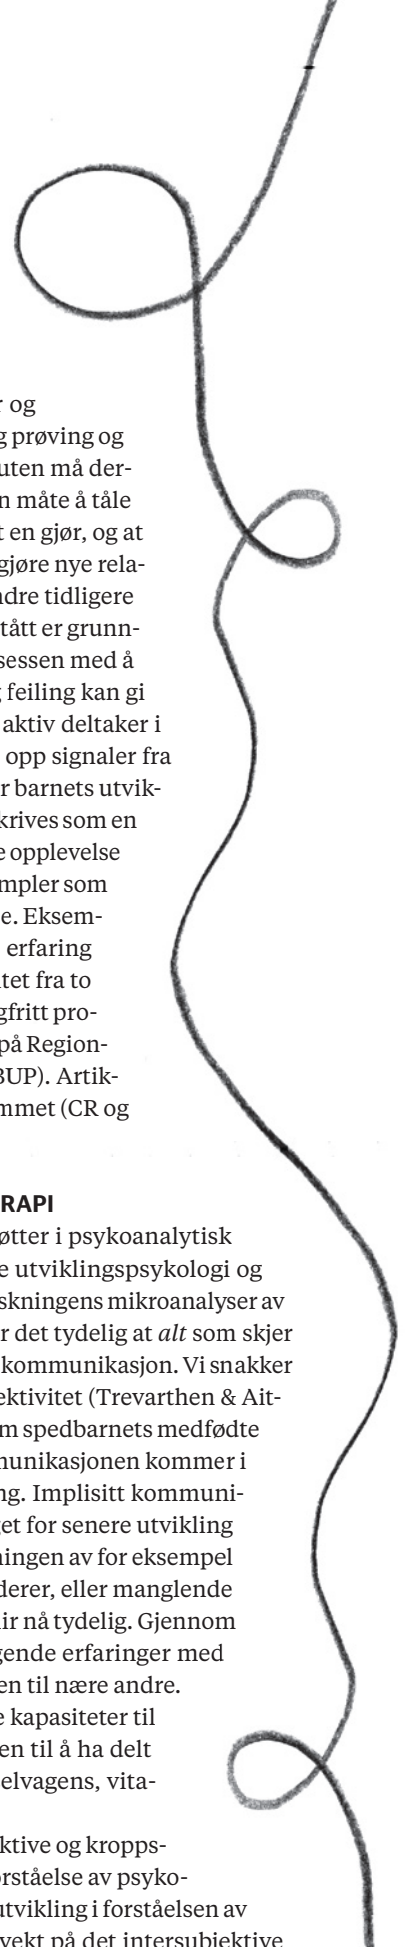 og
prøving og
uten må der-
måte å tåle
en gjør, og at
gjøre nye rela-
ndre tidligere
tått er grunn-
sessen med å
feiling kan gi
aktiv deltaker i
opp signaler fra
barnets utvik-
krives som en
opplevelse
mpler som
e. Eksem-
erfaring
tet fra to
gfritt pro-
på Region-
BUP). Artik-
mmet (CR og
RAPI
øtter i psykoanalytisk
e utviklingspsykologi og
skningens mikroanalyser av
r det tydelig at alt som skjer
kommunikasjon. Vi snakker
ektivitet (Trevarthen & Ait-
m spedbarnets medfødte
munikasjonen kommer i
ng. Implisitt kommuni-
get for senere utvikling
ningen av for eksempel
derer, eller manglende
lir nå tydelig. Gjennom
gende erfaringer med
en til nære andre.
e kapasiteter til
en til å ha delt
elvagens, vita-
ktive og kropps-
orståelse av psyko-
utvikling i forståelsen av
vekt på det intersubjektive